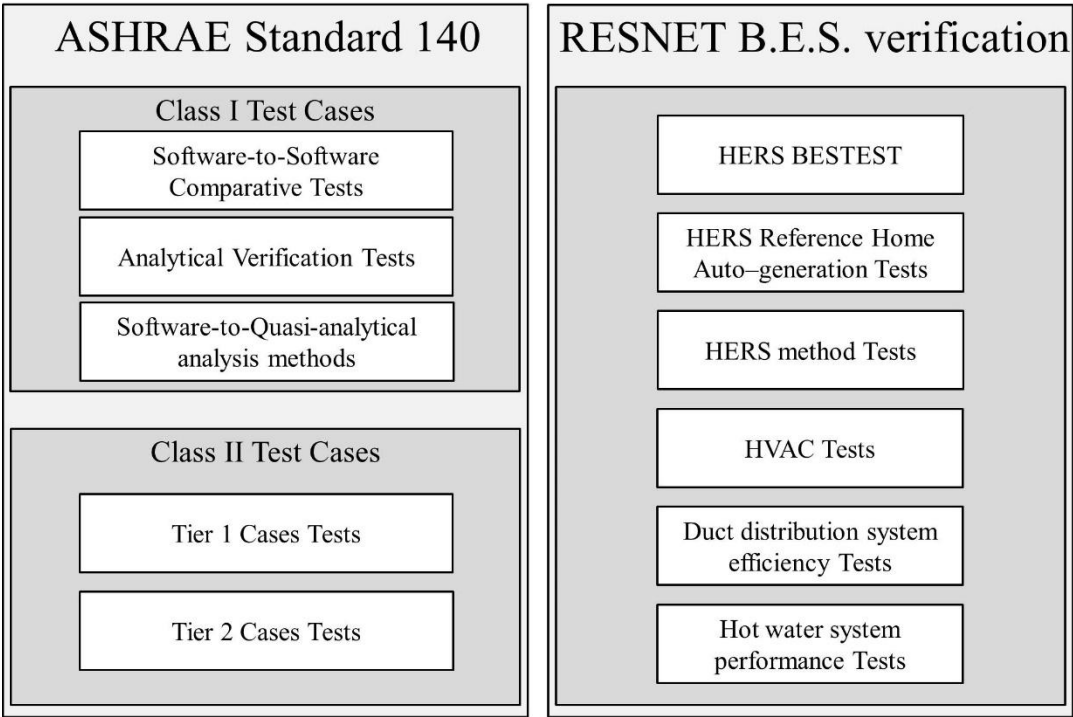 ASHRAE Standard 140
Class I Test Cases
Software-to-Software
Comparative Tests
Analytical Verification Tests
Software-to-Quasi-analytical
analysis methods
Class II Test Cases
Tier 1 Cases Tests
Tier 2 Cases Tests
RESNET B.E.S. verification
HERS BESTEST
HERS Reference Home
Auto–generation Tests
HERS method Tests
HVAC Tests
Duct distribution system
efficiency Tests
Hot water system
performance Tests